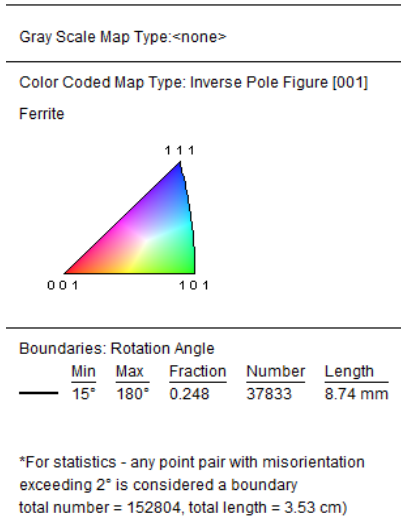 Gray Scale Map Type:<none>
Color Coded Map Type: Inverse Pole Figure [001]
Ferrite
1 1 1
0 0 1
1 0 1
Boundaries: Rotation Angle
Min Max Fraction Number Length
15° 180° 0.248 37833 8.74 mm
*For statistics - any point pair with misorientation
exceeding 2° is considered a boundary
total number = 152804, total length = 3.53 cm)